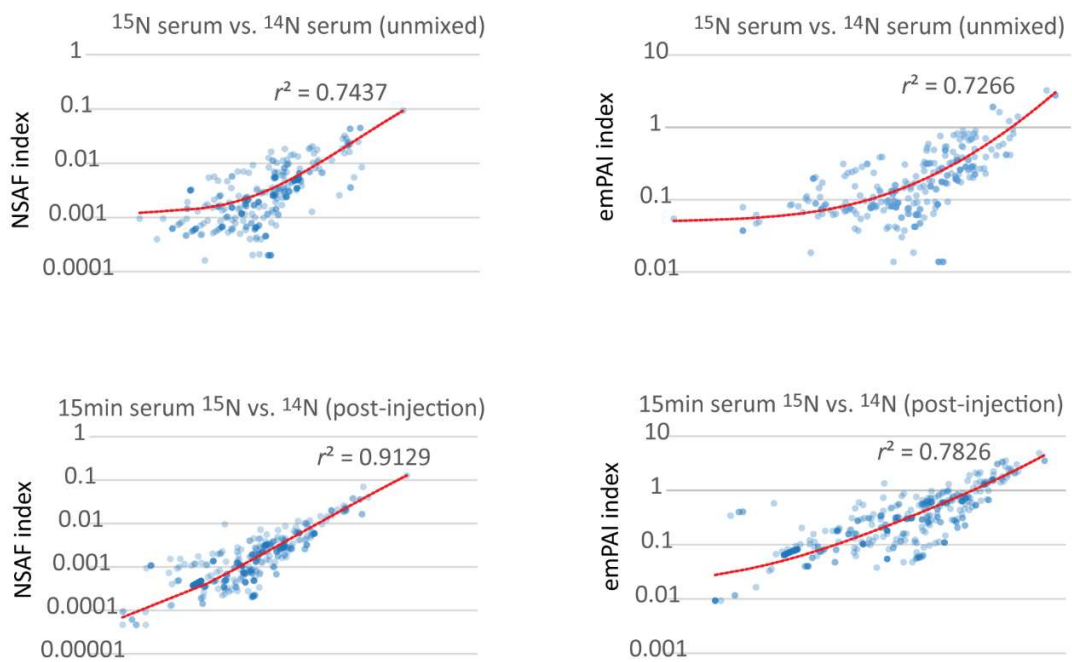 ¹⁵N serum vs. ¹⁴N serum (unmixed)
1
r² = 0.7437
0.1
NSAF index
0.01
0.001
0.0001
¹⁵N serum vs. ¹⁴N serum (unmixed)
10
r² = 0.7266
emPAI index
1
0.1
0.01
15min serum ¹⁵N vs. ¹⁴N (post-injection)
1
r² = 0.9129
0.1
NSAF index
0.01
0.001
0.0001
0.00001
15min serum ¹⁵N vs. ¹⁴N (post-injection)
10
r² = 0.7826
emPAI index
1
0.1
0.01
0.001